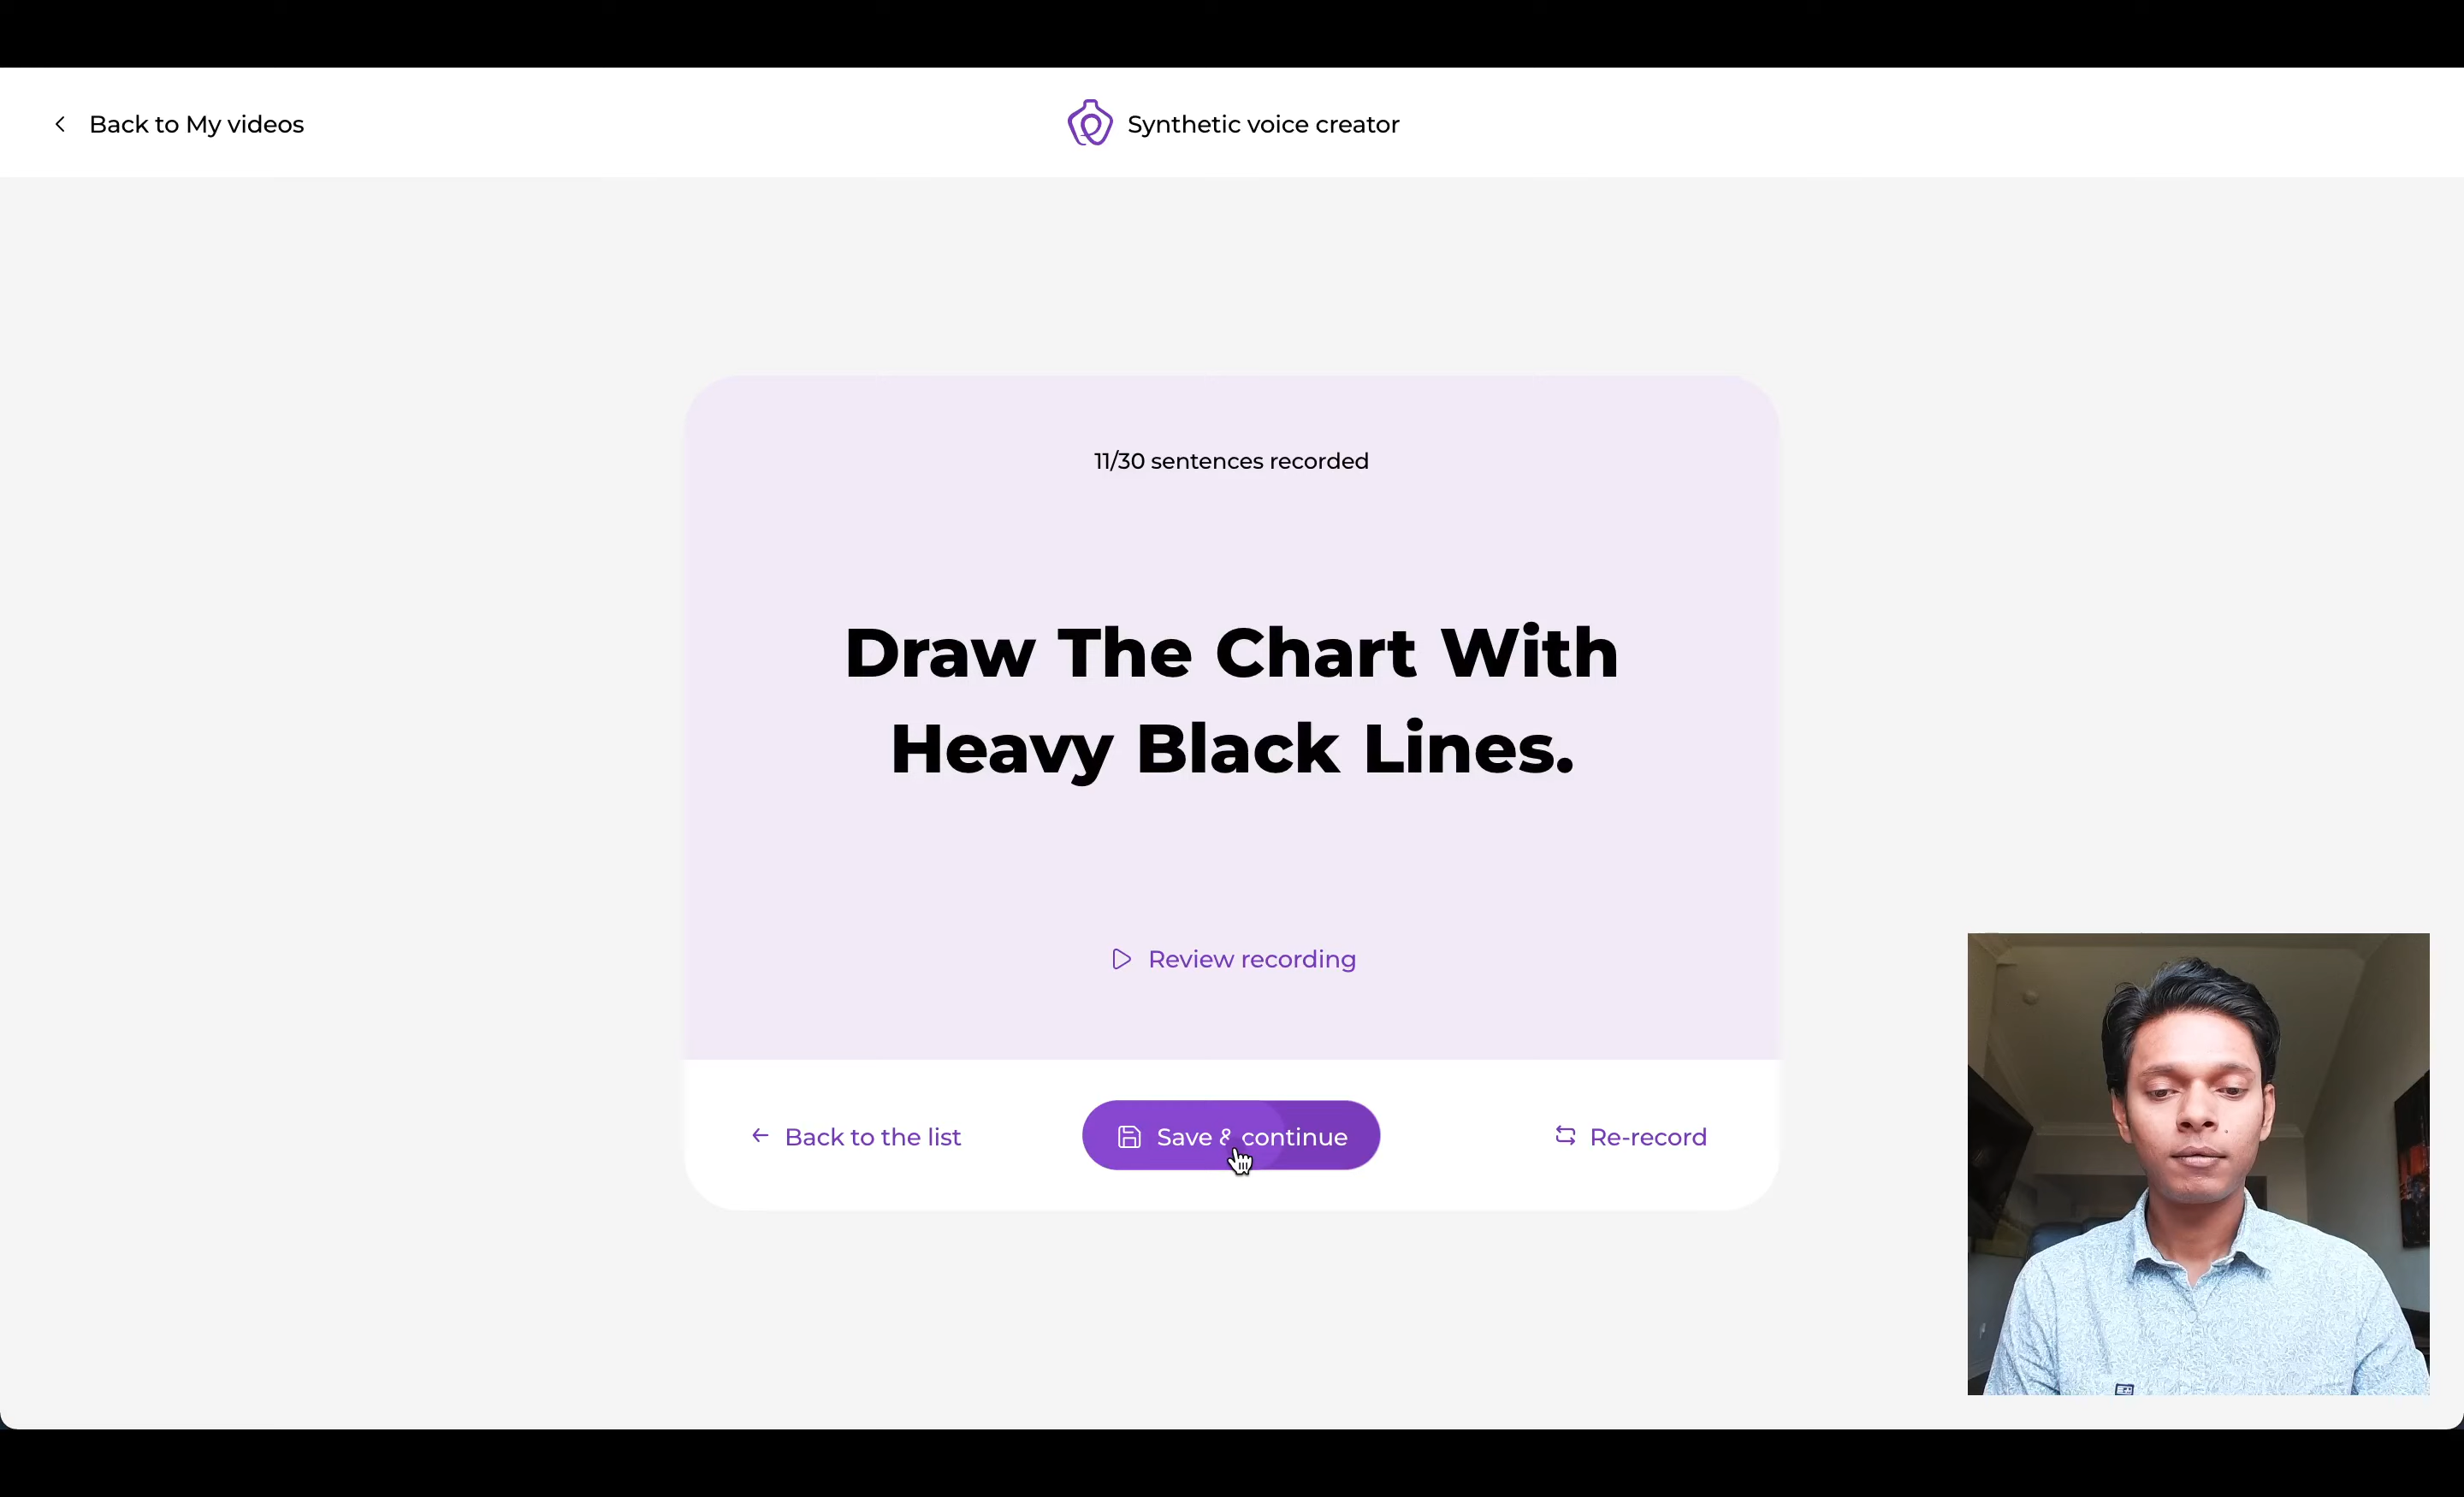 Back to My videos
Synthetic voice creator
11/30 sentences recorded
Draw The Chart With
Heavy Black Lines.
Review recording
Back to the list
Save & continue
Re-record